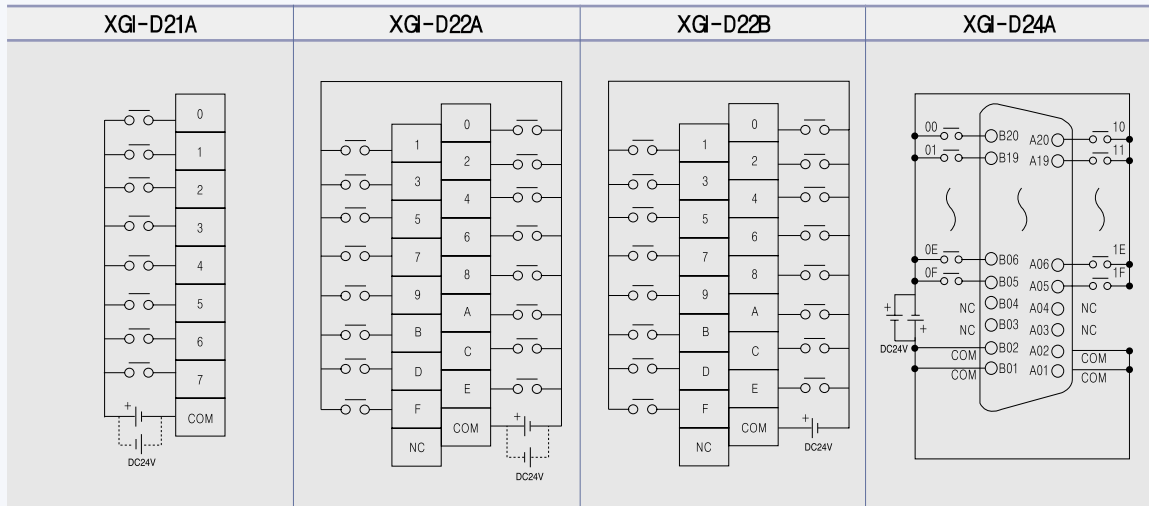 XGI-D21A
XGI-D22A
XGI-D22B
XGI-D24A
0
1
2
3
4
5
6
7
COM
+
DC24V
1
3
5
7
9
B
D
F
NC
0
2
4
6
8
A
C
E
COM
+
DC24V
1
3
5
7
9
B
D
F
NC
0
2
4
6
8
A
C
E
COM
+
DC24V
00 B20 A20 10
01 B19 A19 11
0E B06 A06 1E
0F B05 A05 1F
NC B04 A04 NC
NC B03 A03 NC
+
+
DC24V
COM B02 A02 COM
COM B01 A01 COM